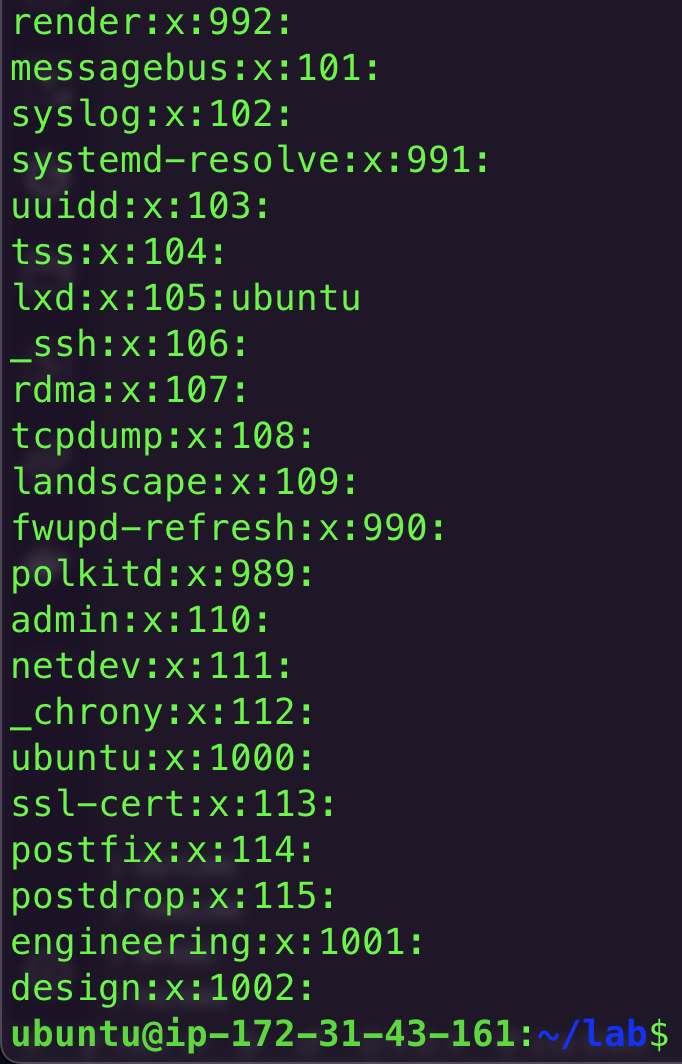 render:x:992:
messagebus:x:101:
syslog:x:102:
systemd-resolve:x:991:
uuidd:x:103:
tss:x:104:
lxd:x:105:ubuntu
_ssh:x:106:
rdma:x:107:
tcpdump:x:108:
landscape:x:109:
fwupd-refresh:x:990:
polkitd:x:989:
admin:x:110:
netdev:x:111:
_chrony:x:112:
ubuntu:x:1000:
ssl-cert:x:113:
postfix:x:114:
postdrop:x:115:
engineering:x:1001:
design:x:1002:
ubuntu@ip-172-31-43-161:~/lab$